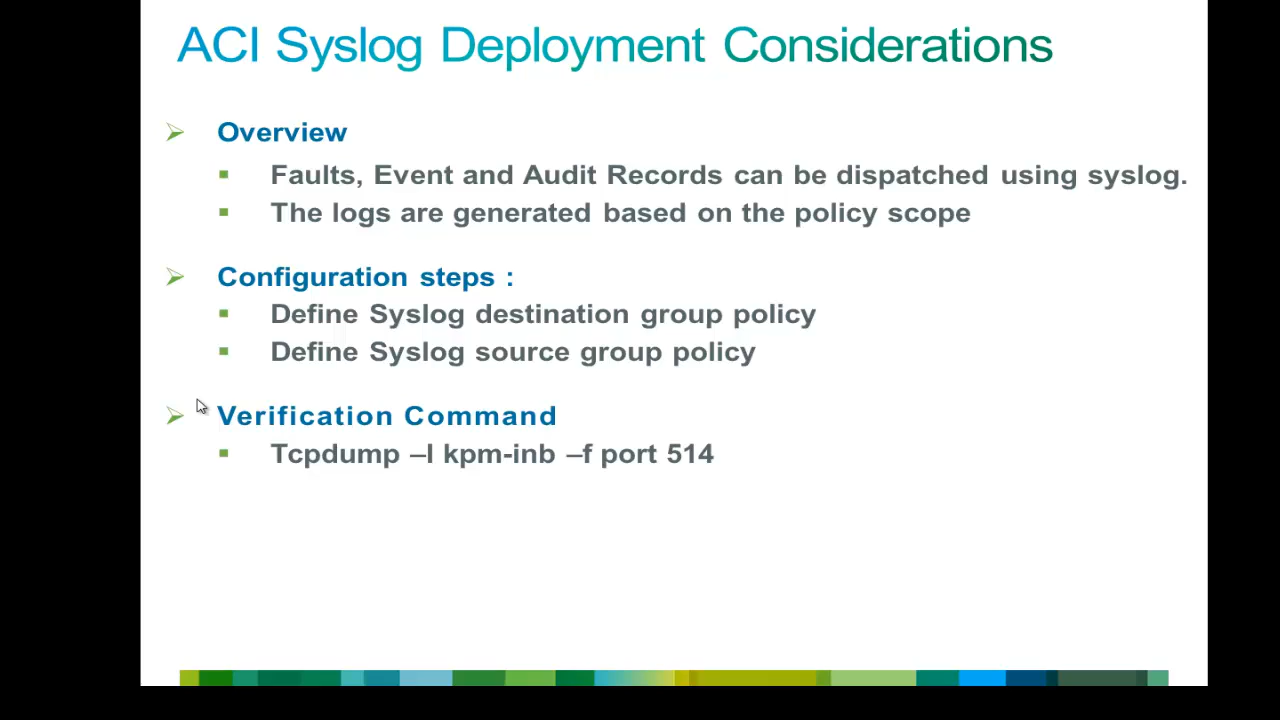 ACI Syslog Deployment Considerations
Overview
Faults, Event and Audit Records can be dispatched using syslog.
The logs are generated based on the policy scope
Configuration steps :
Define Syslog destination group policy
Define Syslog source group policy
Verification Command
Tcpdump –I kpm-inb –f port 514